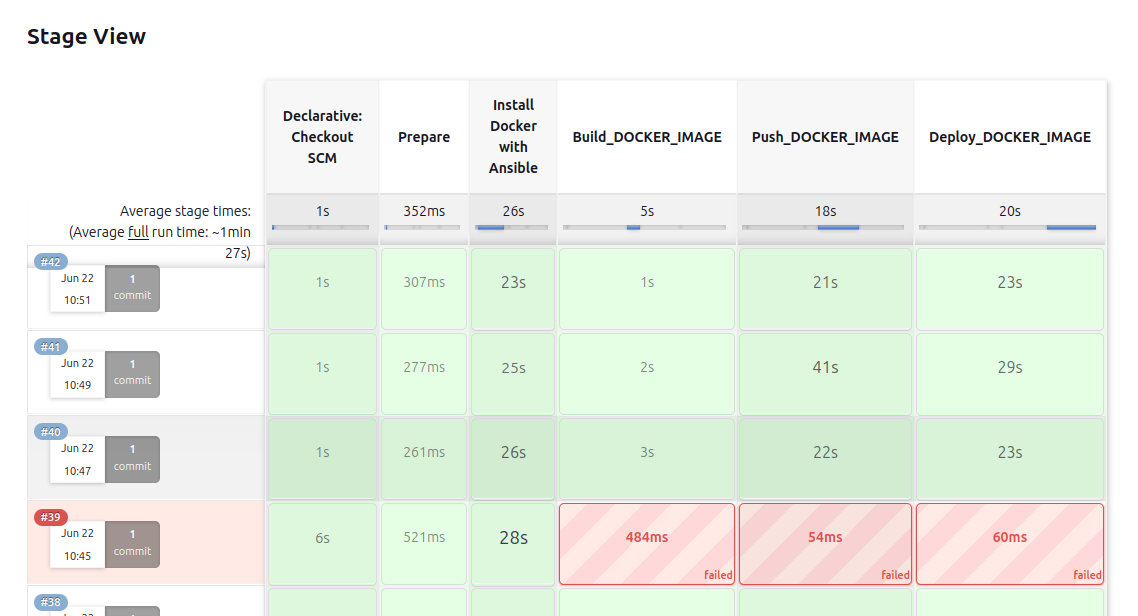 Stage View
Declarative: Checkout SCM
Prepare
Install Docker with Ansible
Build_DOCKER_IMAGE
Push_DOCKER_IMAGE
Deploy_DOCKER_IMAGE
Average stage times:
(Average full run time: ~1min 27s)
1s
352ms
26s
5s
18s
20s
#42
Jun 22
10:51
1
commit
1s
307ms
23s
1s
21s
23s
#41
Jun 22
10:49
1
commit
1s
277ms
25s
2s
41s
29s
#40
Jun 22
10:47
1
commit
1s
261ms
26s
3s
22s
23s
#39
Jun 22
10:45
1
commit
6s
521ms
28s
484ms
failed
54ms
failed
60ms
failed
#38